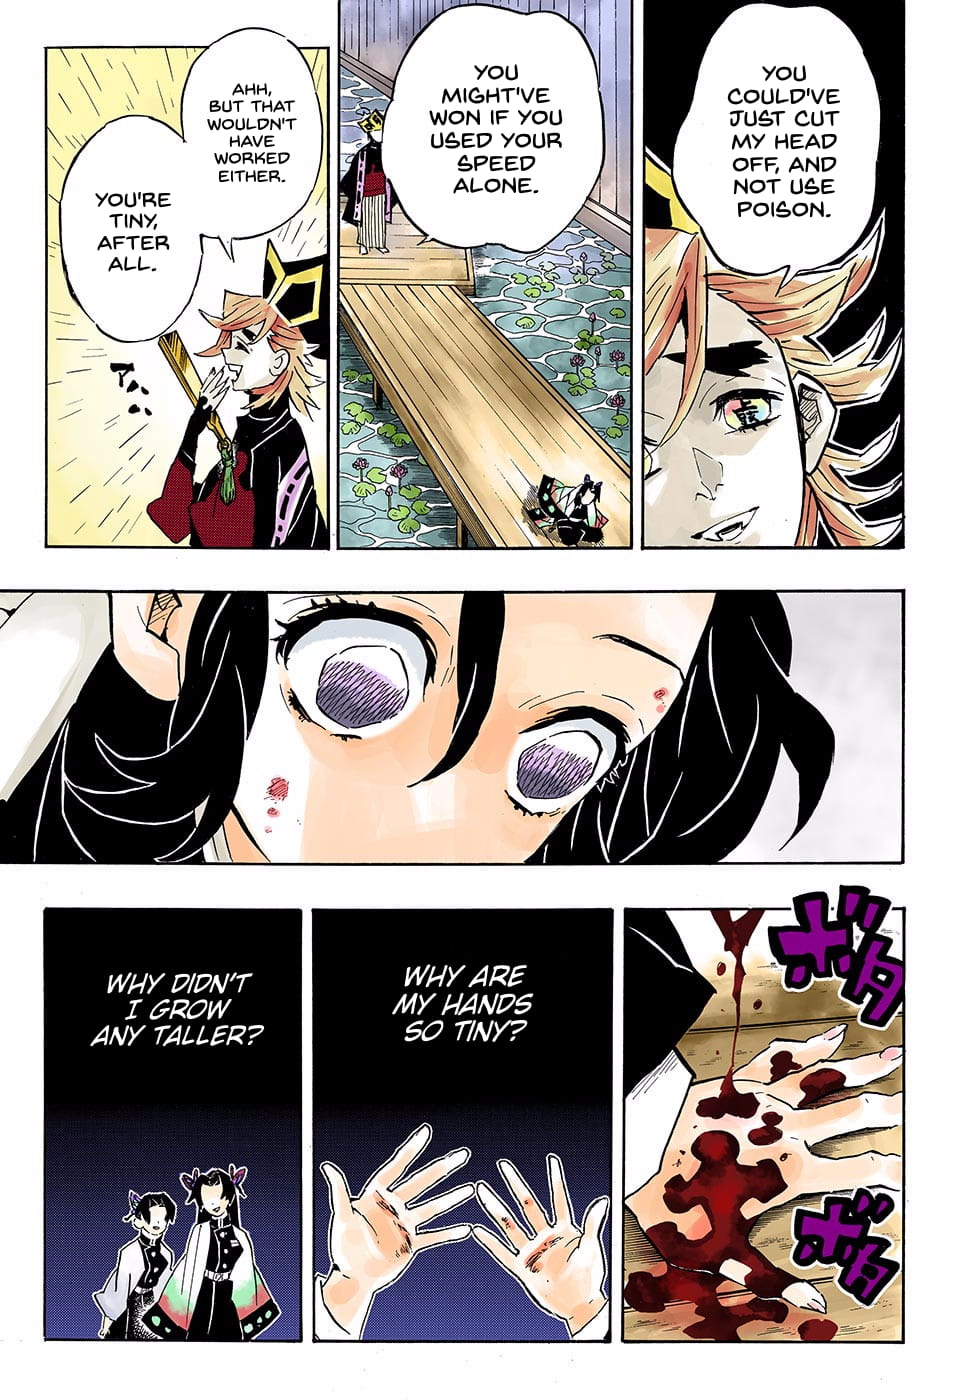 YOU
COULD'VE
JUST CUT
MY HEAD
OFF, AND
NOT USE
POISON.
YOU
MIGHT'VE
WON IF YOU
USED YOUR
SPEED
ALONE.
AHH,
BUT THAT
WOULDN'T
HAVE
WORKED
EITHER.
YOU'RE
TINY,
AFTER
ALL.
ボタ
ボタ
WHY ARE
MY HANDS
SO TINY?
WHY DIDN'T
I GROW
ANY TALLER?